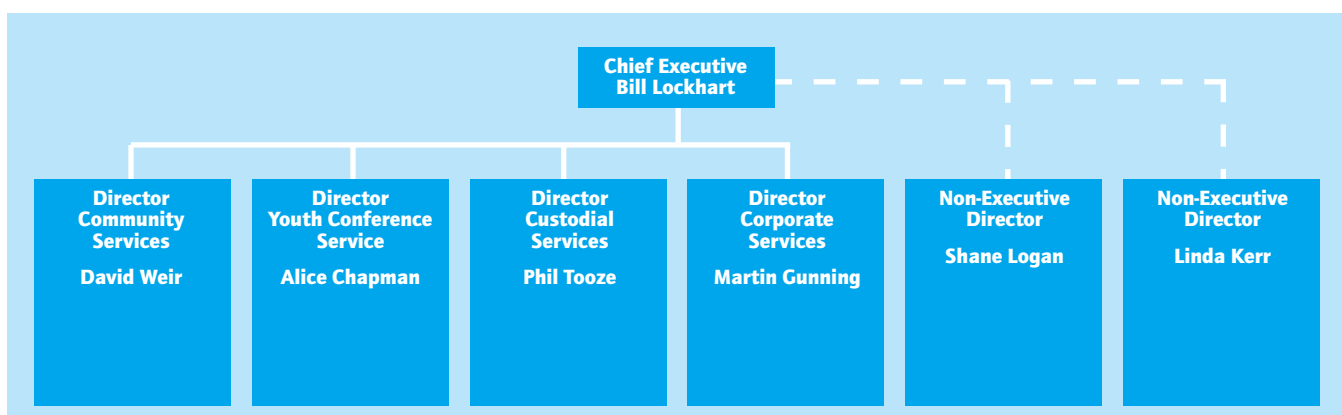 Chief Executive
Bill Lockhart
Director
Community
Services
David Weir
Director
Youth Conference
Service
Alice Chapman
Director
Custodial
Services
Phil Tooze
Director
Corporate
Services
Martin Gunning
Non-Executive
Director
Shane Logan
Non-Executive
Director
Linda Kerr